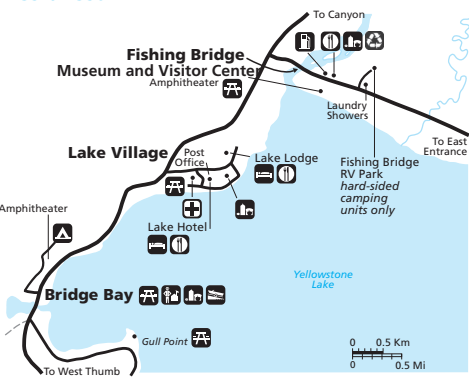 To Canyon
Fishing Bridge
Museum and Visitor Center
Amphitheater
Laundry
Showers
To East
Entrance
Lake Village
Post
Office
Lake Lodge
Fishing Bridge
RV Park
hard-sided
camping
units only
Amphitheater
Lake Hotel
Yellowstone
Lake
Bridge Bay
Gull Point
0 0.5 Km
0 0.5 Mi
To West Thumb